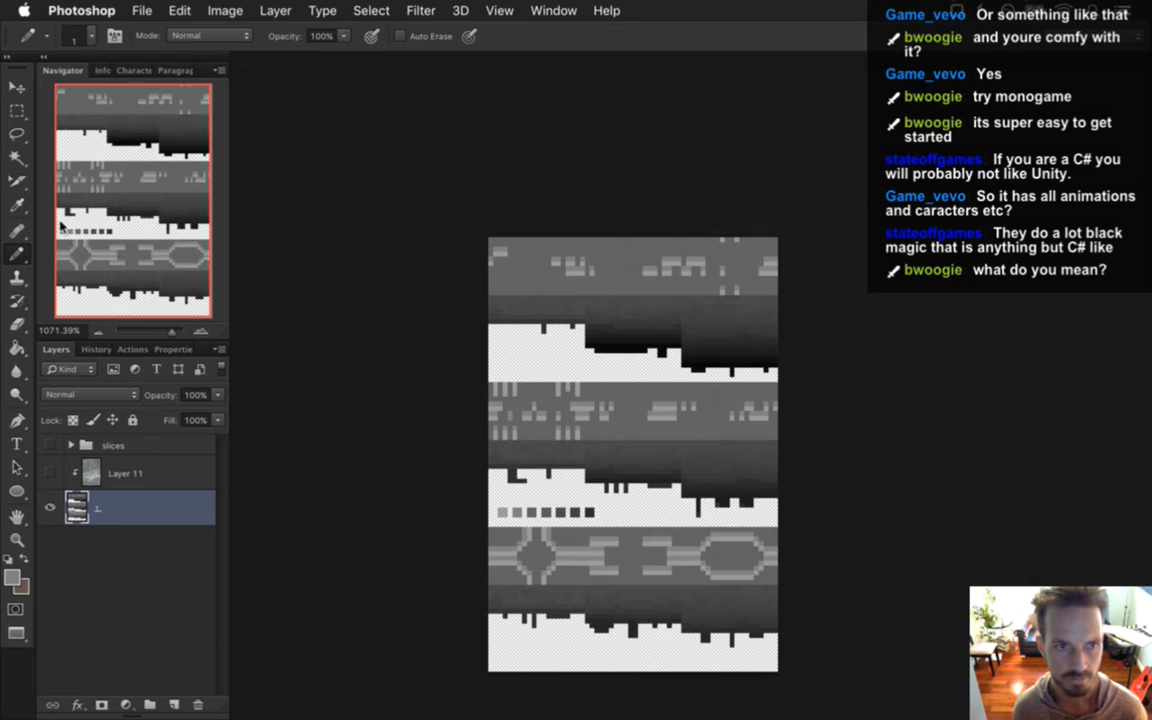 Photoshop File Edit Image Layer Type Select Filter 3D View Window Help
1 Mode: Normal Opacity: 100% Auto Erase
Navigator Info Characte Paragrap
1071.39%
Layers History Actions Propertie
Kind
Normal Opacity: 100%
Lock: Fill: 100%
slices
Layer 11
1
Game_vevo Or something like that
bwoogie and youre comfy with
it?
Game_vevo Yes
bwoogie try monogame
bwoogie its super easy to get
started
stateoffgames: If you are a C# you
will probably not like Unity.
Game_vevo So it has all animations
and caracters etc?
stateoffgames: They do a lot black
magic that is anything but C# like
bwoogie what do you mean?